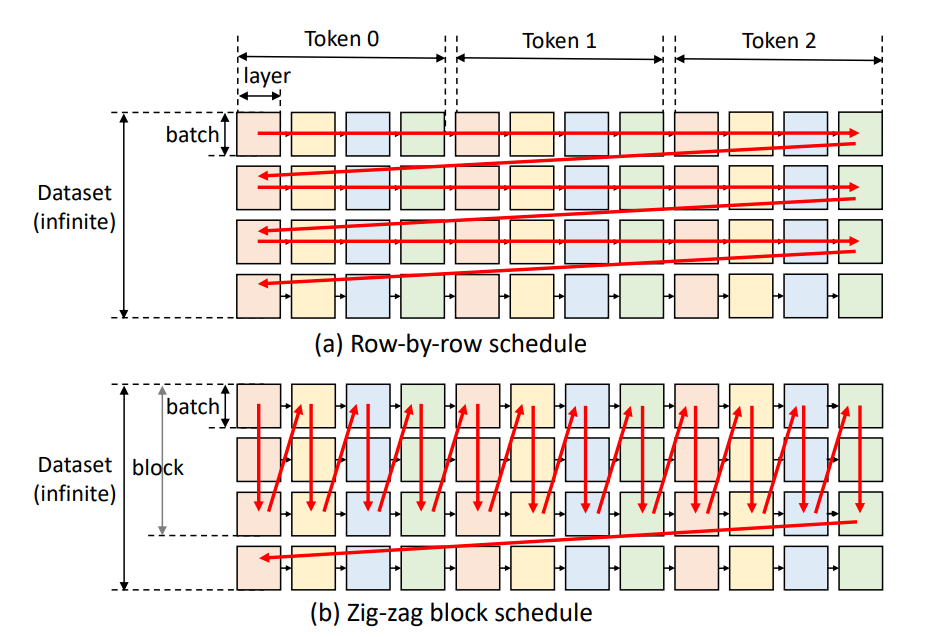 Token 0 Token 1 Token 2
layer
batch
Dataset
(infinite)
(a) Row-by-row schedule
batch
block
Dataset
(infinite)
(b) Zig-zag block schedule